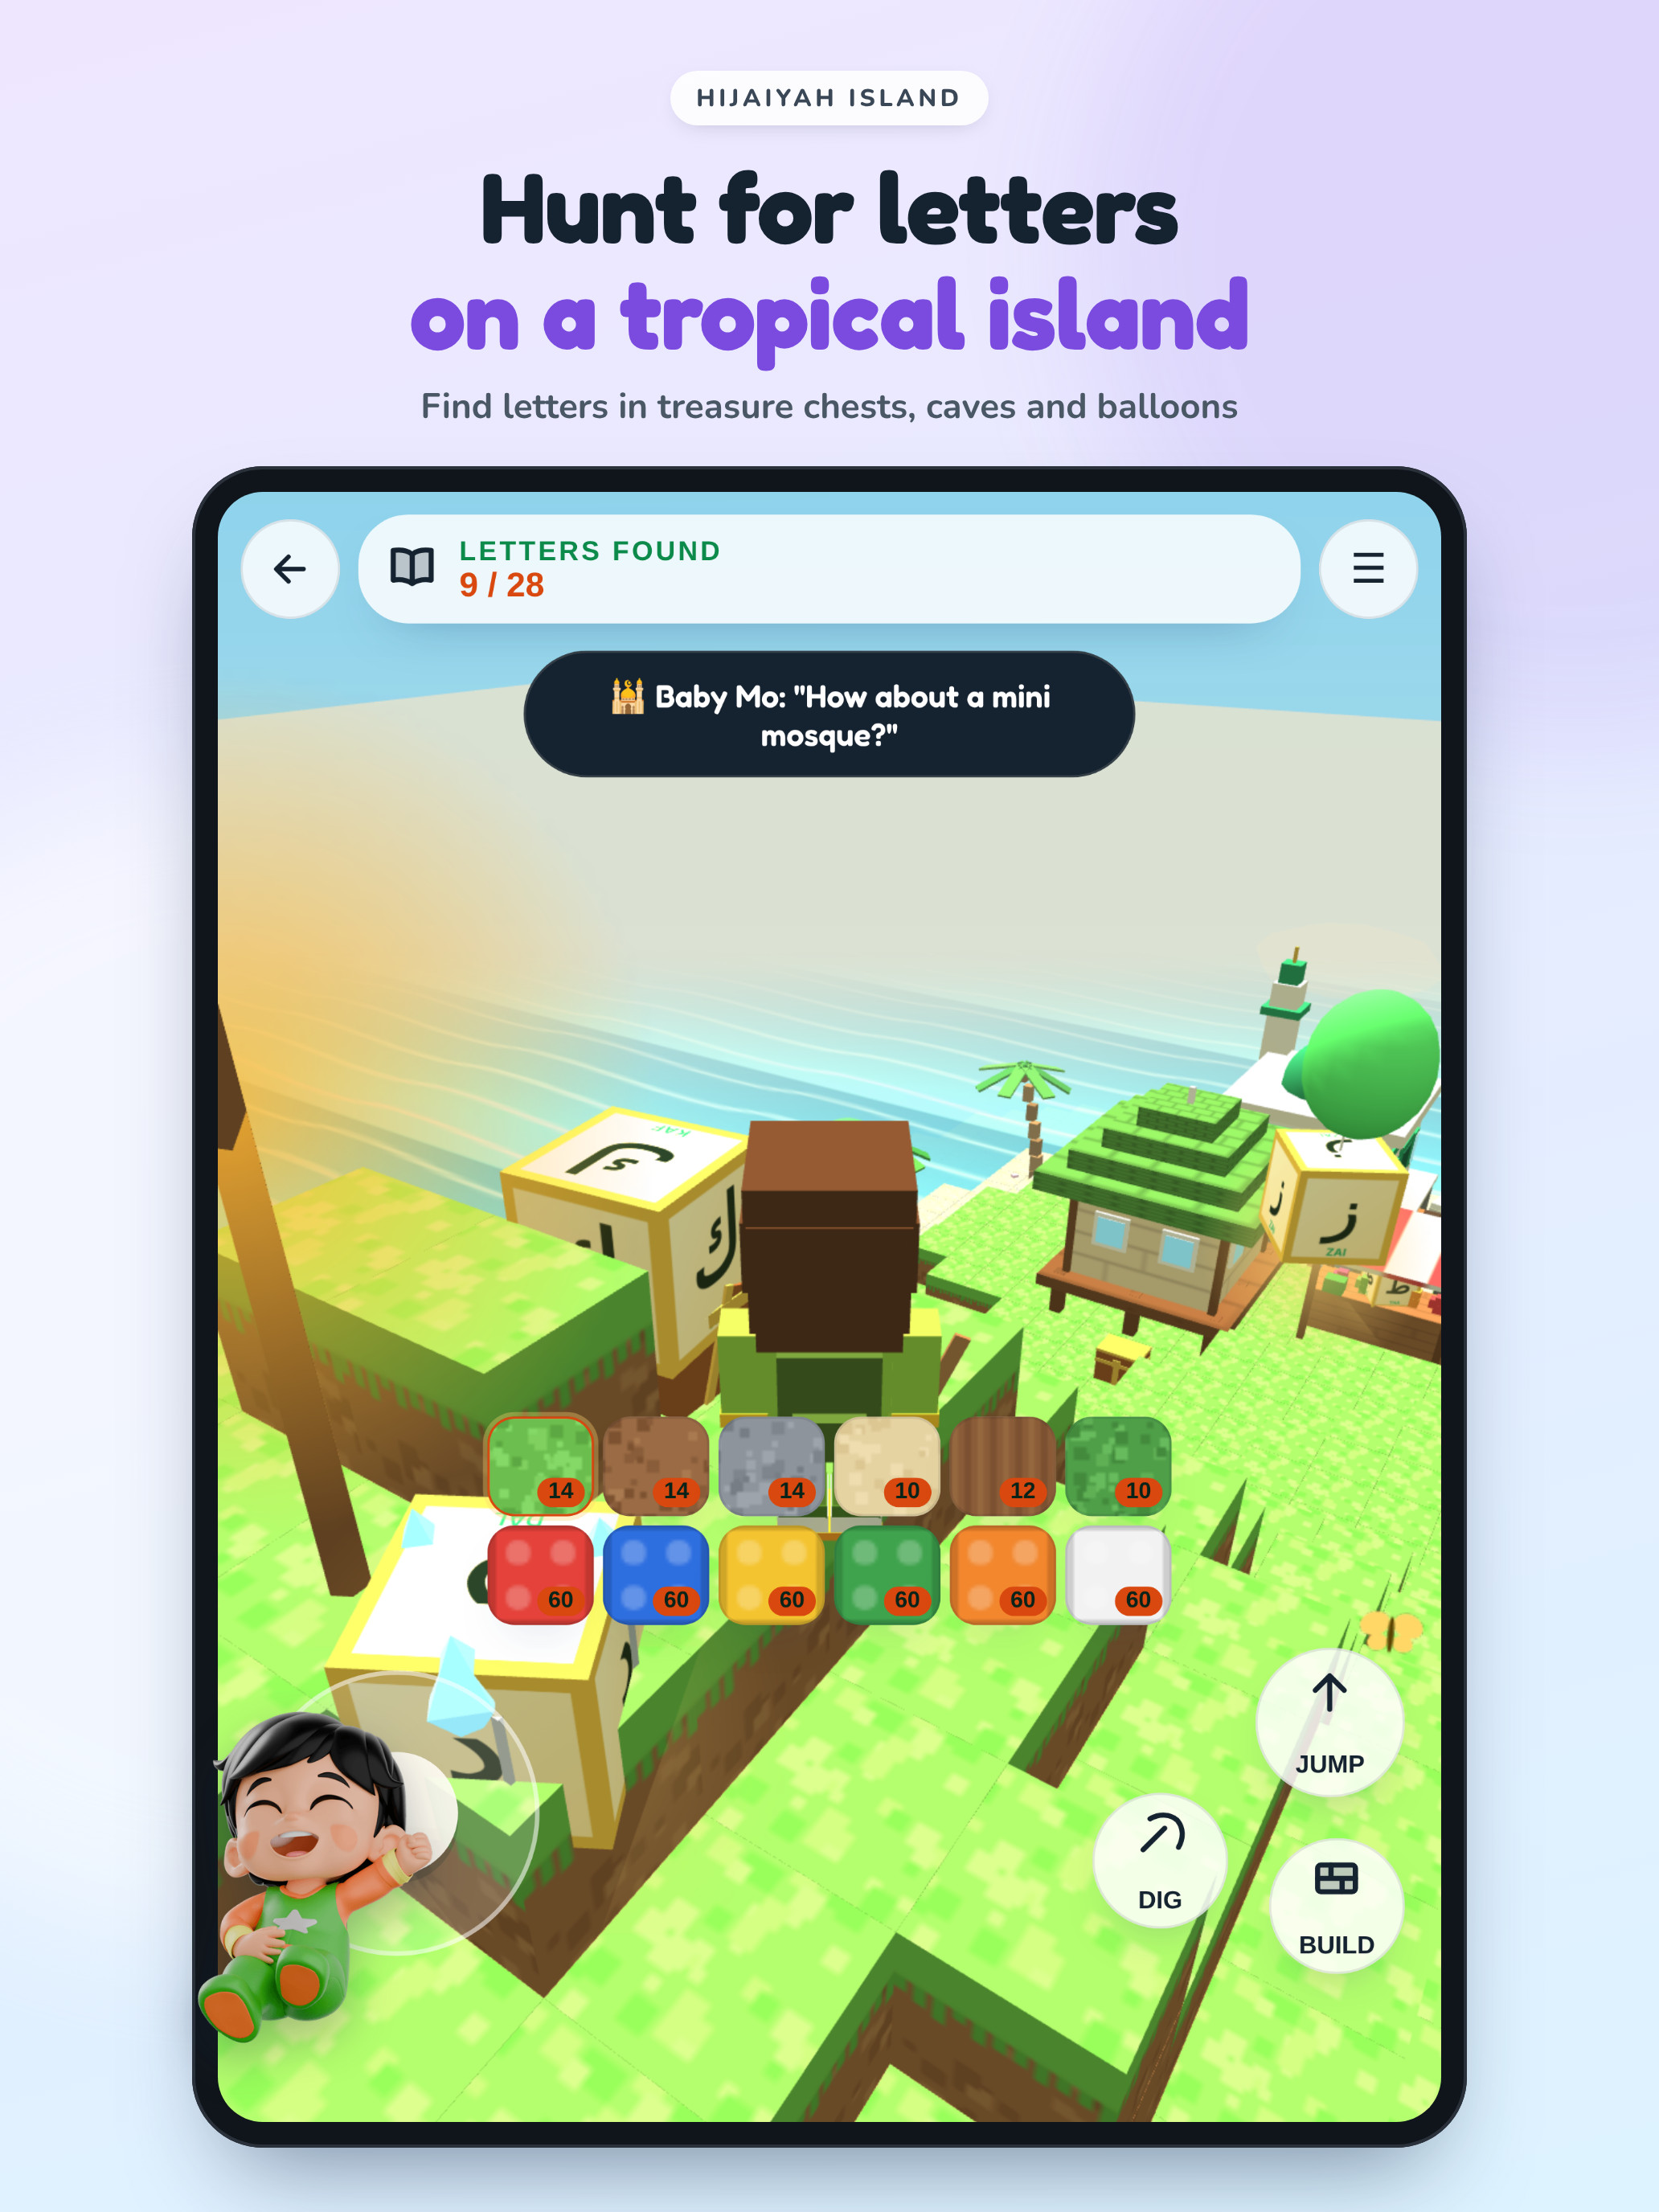 HIJAIYAH ISLAND
Hunt for letters
on a tropical island
Find letters in treasure chests, caves and balloons
LETTERS FOUND
9 / 28
🕌 Baby Mo: "How about a mini
mosque?"
KAF
ك
ك
ز
ز
ZAI
14
14
14
10
12
10
60
60
60
60
60
60
JUMP
DIG
BUILD